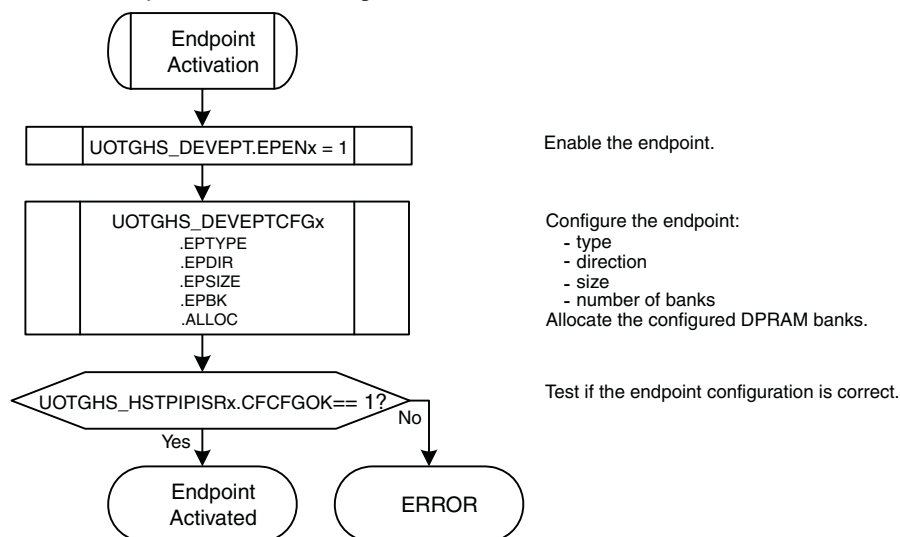 Endpoint
Activation
UOTGHS_DEVEPT.EPENx = 1
Enable the endpoint.
UOTGHS_DEVEPTCFGx
.EPTYPE
.EPDIR
.EPSIZE
.EPBK
.ALLOC
Configure the endpoint:
- type
- direction
- size
- number of banks
Allocate the configured DPRAM banks.
UOTGHS_HSTPIPISRx.CFCFGOK== 1?
Test if the endpoint configuration is correct.
No
Yes
Endpoint
Activated
ERROR